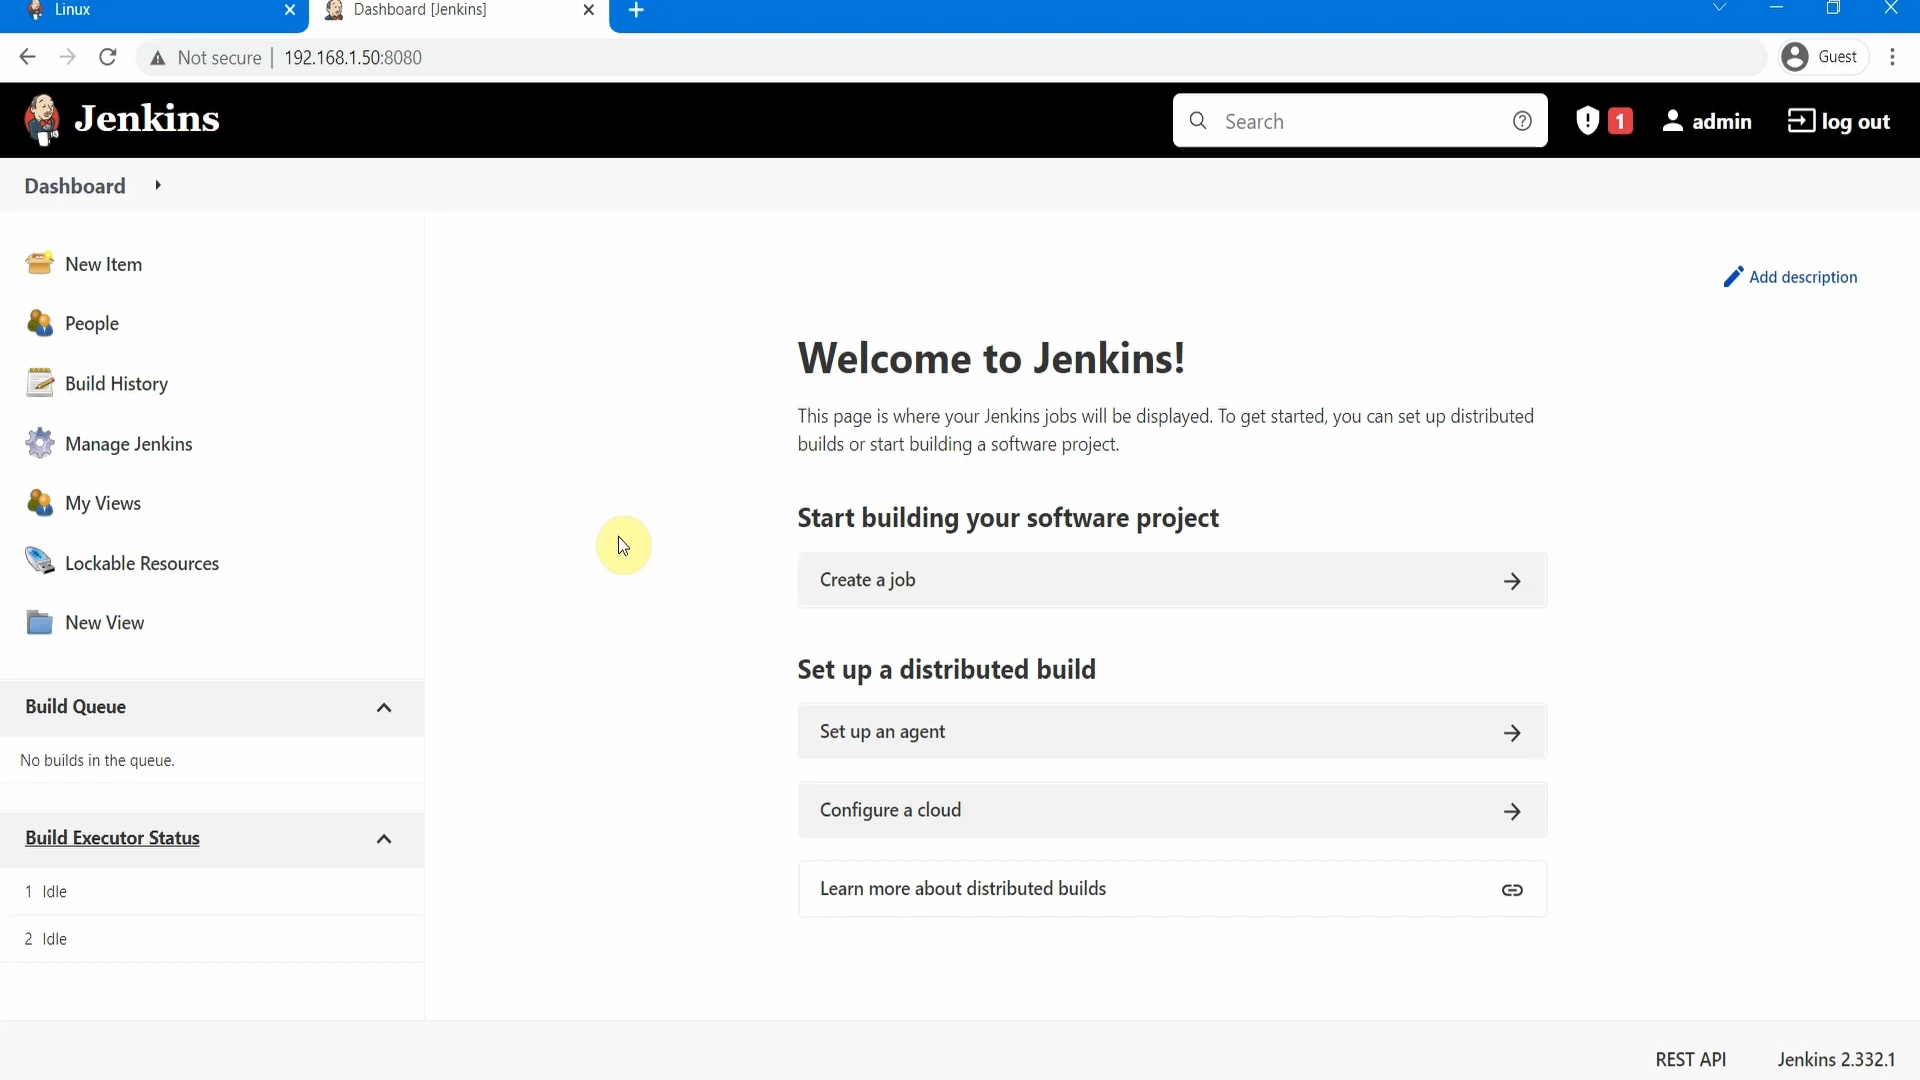 Linux
Dashboard [Jenkins]
Not secure | 192.168.1.50:8080
Guest
Jenkins
Search
1
admin
log out
Dashboard
New Item
People
Build History
Manage Jenkins
My Views
Lockable Resources
New View
Build Queue
No builds in the queue.
Build Executor Status
1 Idle
2 Idle
Add description
Welcome to Jenkins!
This page is where your Jenkins jobs will be displayed. To get started, you can set up distributed
builds or start building a software project.
Start building your software project
Create a job
Set up a distributed build
Set up an agent
Configure a cloud
Learn more about distributed builds
REST API
Jenkins 2.332.1